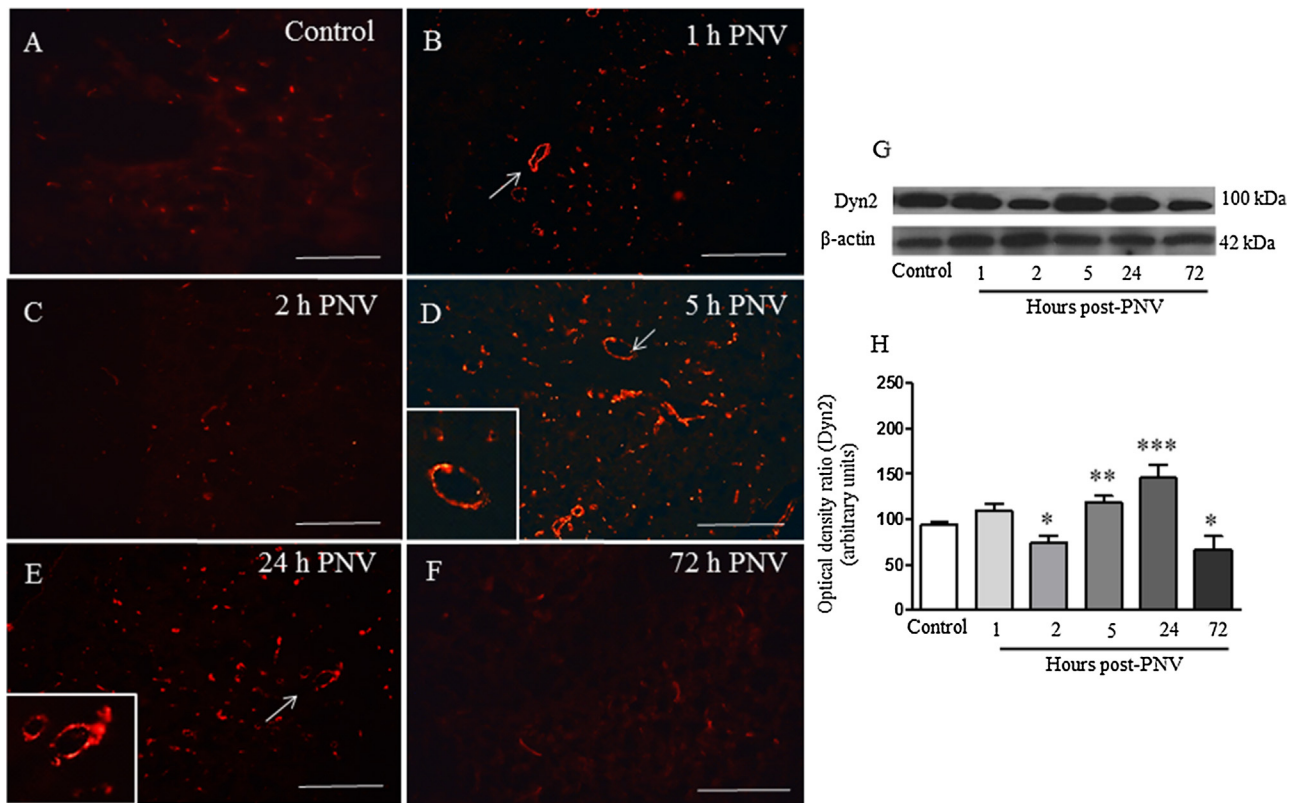 A
Control
B
1 h PNV
C
2 h PNV
D
5 h PNV
E
24 h PNV
F
72 h PNV
G
Dyn2
100 kDa
β-actin
42 kDa
Control 1 2 5 24 72
Hours post-PNV
H
Optical density ratio (Dyn2)
(arbitrary units)
250
200
150
100
50
0
*
**
***
*
Control 1 2 5 24 72
Hours post-PNV